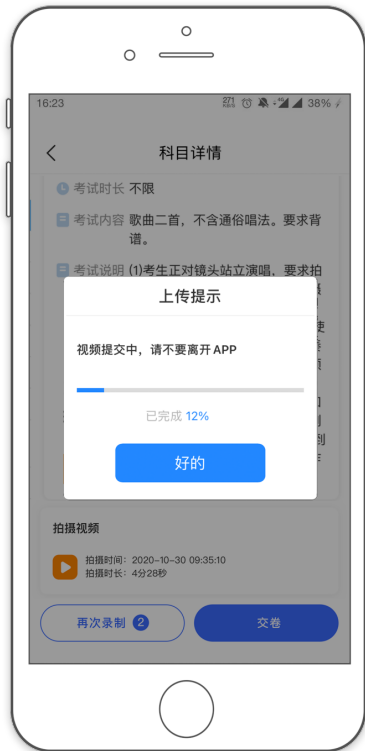 16:23
38%
科目详情
考试时长 不限
考试内容 歌曲二首，不含通俗唱法。要求背
谱。
考试说明 (1)考生正对镜头站立演唱，要求拍
上传提示
视频提交中，请不要离开APP
已完成 12%
好的
拍摄视频
拍摄时间：2020-10-30 09:35:10
拍摄时长：4分28秒
再次录制 2
交卷